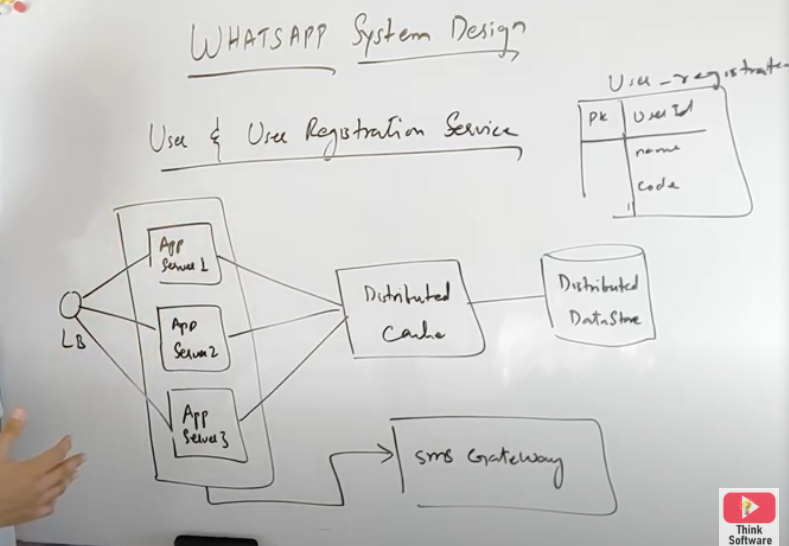 WHATSAPP System Design
User & User Registration Service
User_registration
PK UserId
name
code
App
Server 1
App
Server 2
App
Server 3
LB
Distributed
Cache
Distributed
DataStore
SMS Gateway
Think
Software